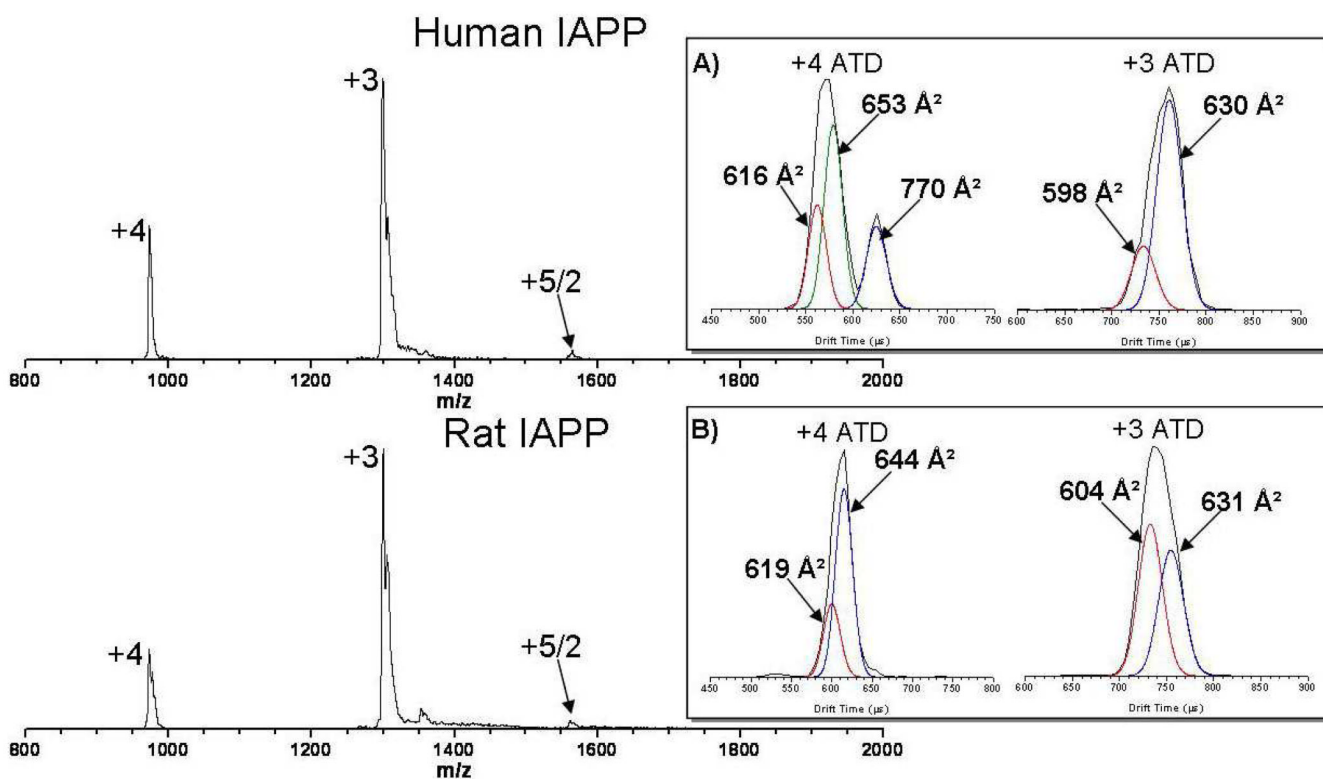 Human IAPP
+3
+4
+5/2
800 1000 1200 1400 1600 1800 2000
m/z
A)
+4 ATD
+3 ATD
653 Å²
616 Å²
770 Å²
630 Å²
598 Å²
450 500 550 600 650 700 750
Drift Time (µs)
600 650 700 750 800 850 900
Drift Time (µs)
Rat IAPP
+3
+4
+5/2
800 1000 1200 1400 1600 1800 2000
m/z
B)
+4 ATD
+3 ATD
644 Å²
619 Å²
604 Å²
631 Å²
450 500 550 600 650 700 750 800
Drift Time (µs)
600 650 700 750 800 850 900
Drift Time (µs)